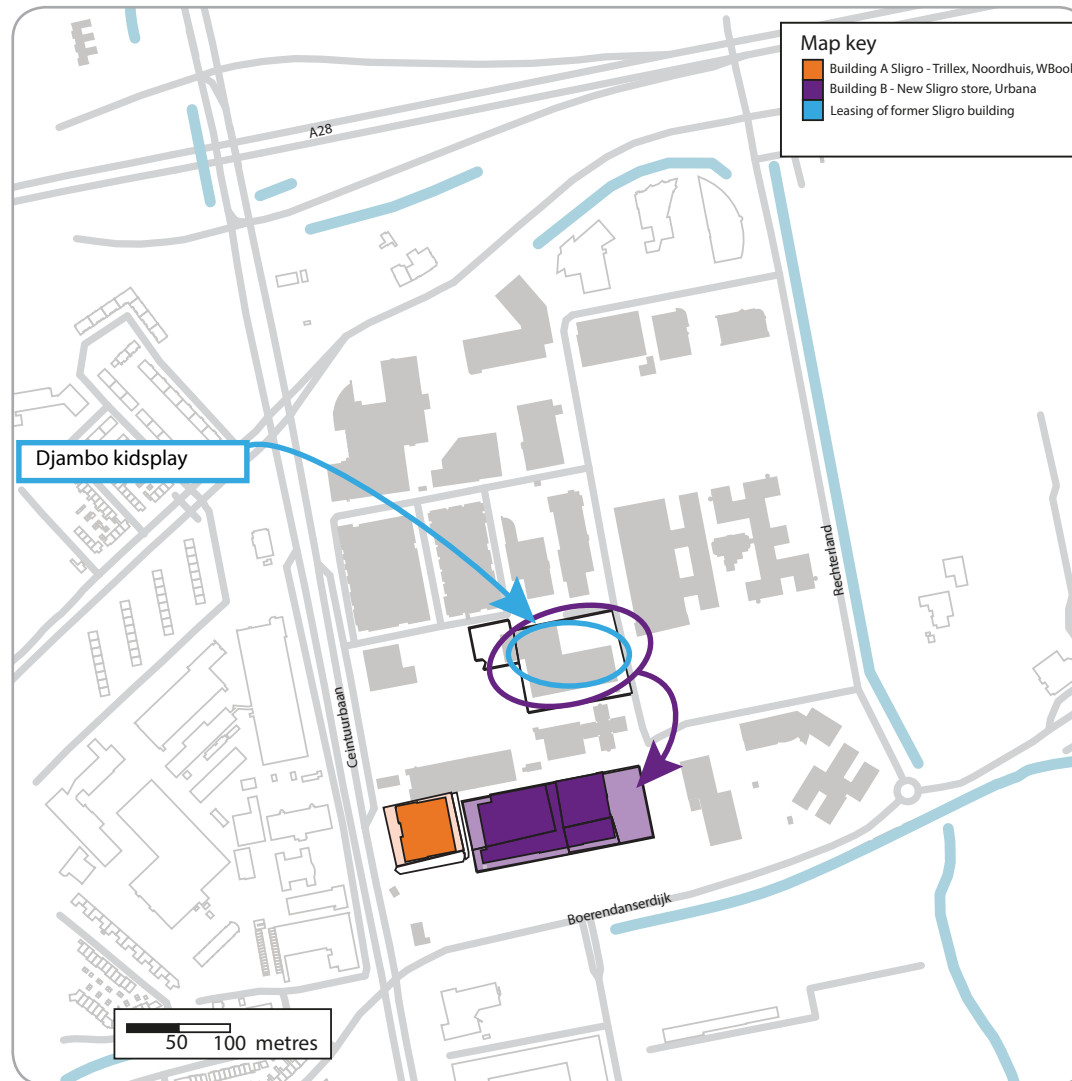 Map key
Building A Sligro - Trillex, Noordhuis, WBook
Building B - New Sligro store, Urbana
Leasing of former Sligro building
A28
Djambo kidsplay
Rechterland
Ceintuurbaan
Boerendanserdijk
50 100 metres